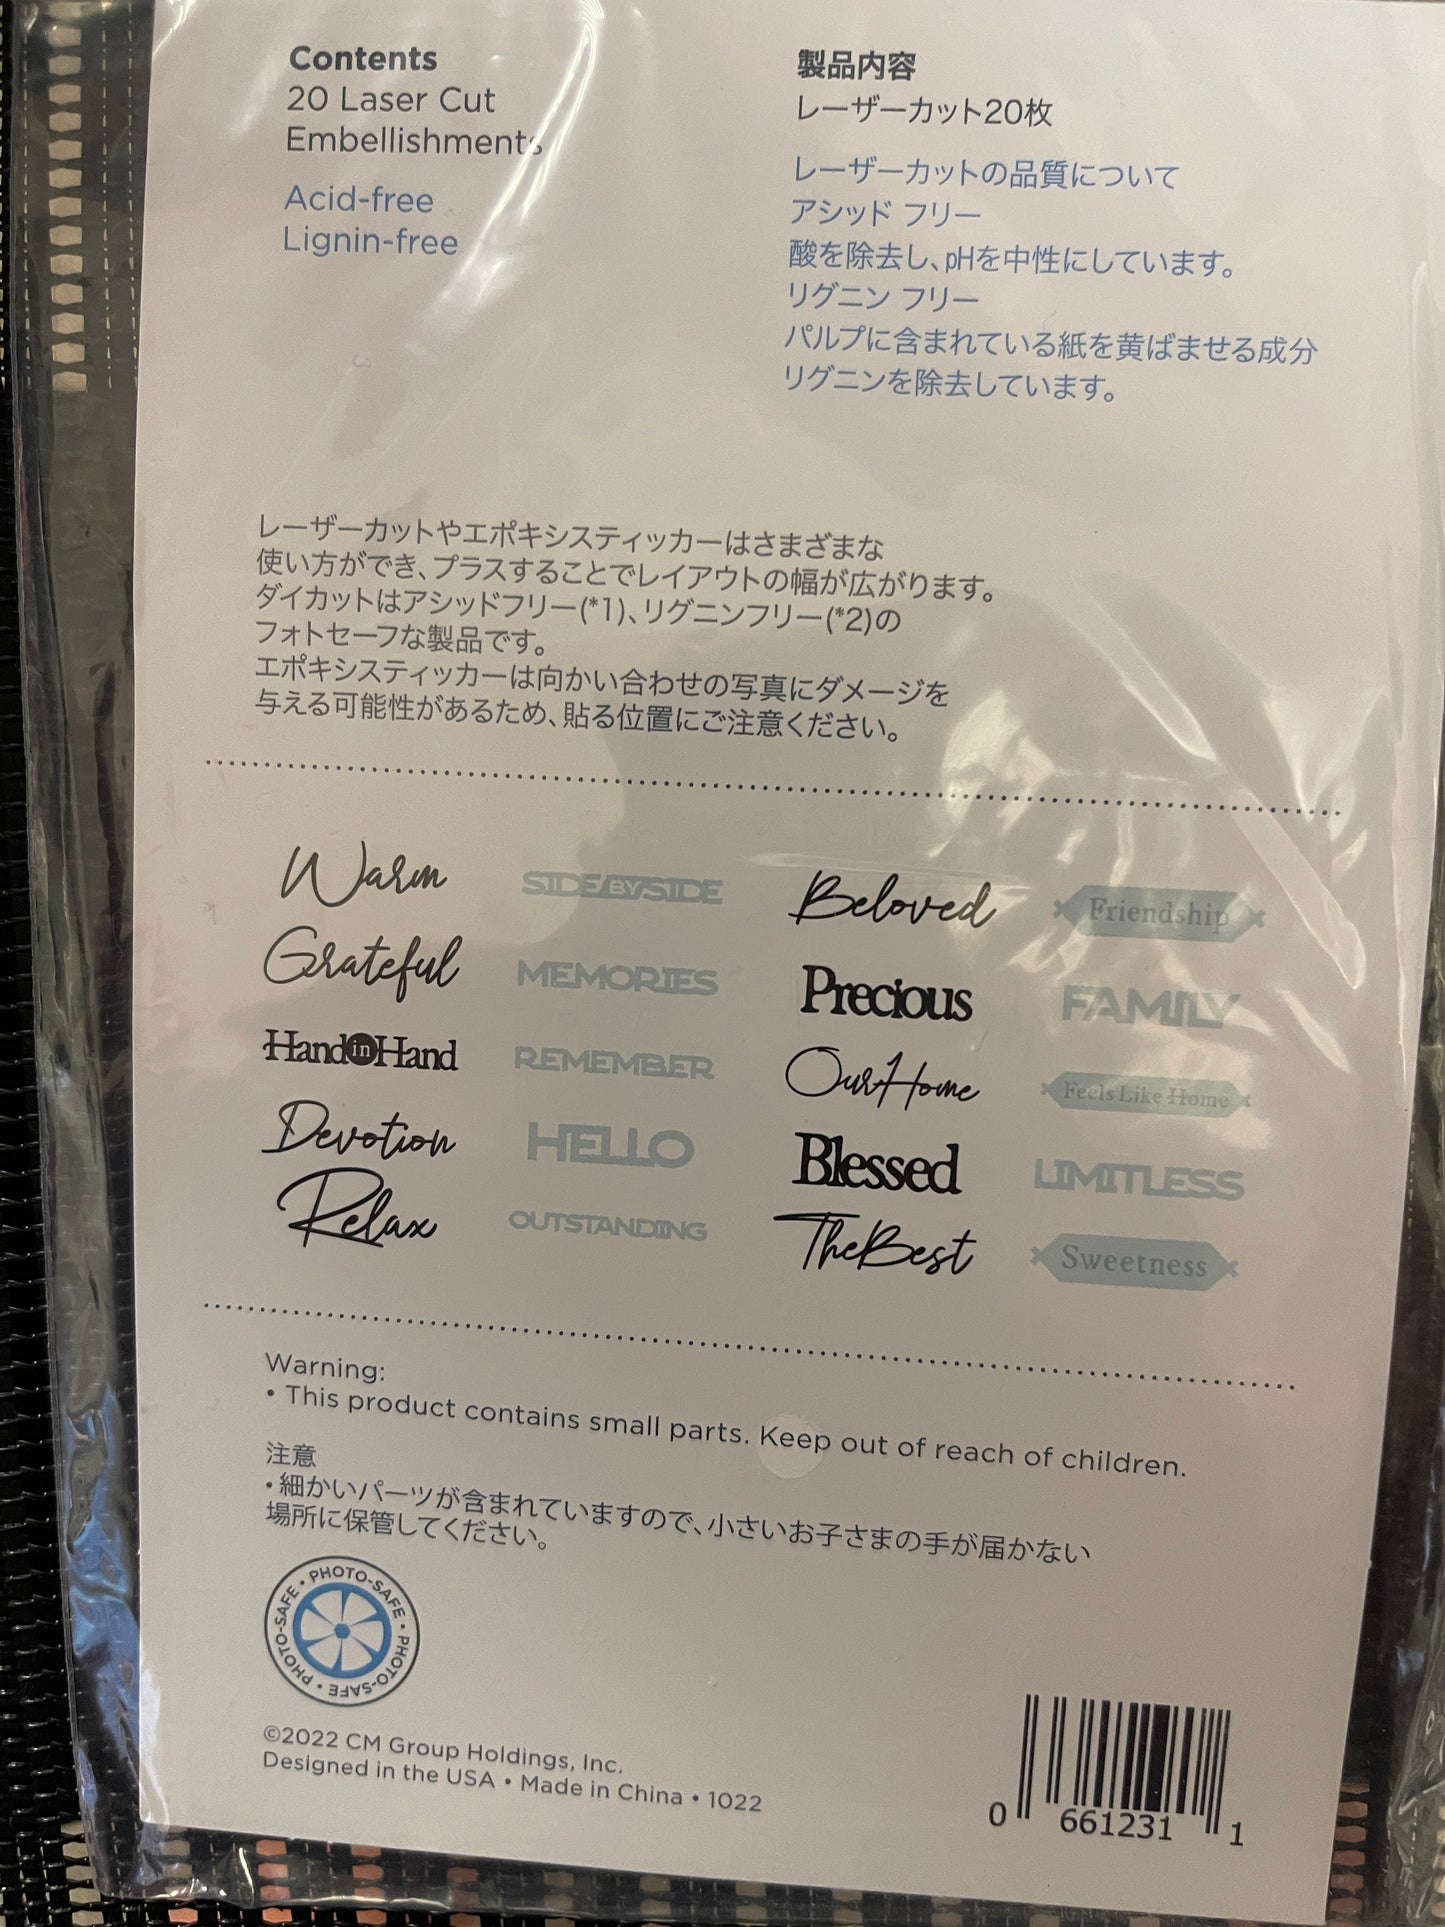 Contents
20 Laser Cut
Embellishments
Acid-free
Lignin-free
製品内容
レーザーカット20枚
レーザーカットの品質について
アシッド フリー
酸を除去し、pHを中性にしています。
リグニン フリー
パルプに含まれている紙を黄ばませる成分
リグニンを除去しています。
レーザーカットやエポキシスティッカーはさまざまな
使い方ができ、プラスすることでレイアウトの幅が広がります。
ダイカットはアシッドフリー(*1)、リグニンフリー(*2)の
フォトセーフな製品です。
エポキシスティッカーは向かい合わせの写真にダメージを
与える可能性があるため、貼る位置にご注意ください。
Warm
SIDE BY SIDE
Beloved
Friendship
Grateful
MEMORIES
Precious
FAMILY
Hand in Hand
REMEMBER
Our Home
Feels Like Home
Devotion
HELLO
Blessed
LIMITLESS
Relax
OUTSTANDING
The Best
Sweetness
Warning:
• This product contains small parts. Keep out of reach of children.
注意
・細かいパーツが含まれていますので、小さいお子さまの手が届かない
場所に保管してください。
PHOTO-SAFE • PHOTO-SAFE • PHOTO-SAFE •
©2022 CM Group Holdings, Inc.
Designed in the USA • Made in China • 1022
0 661231 1